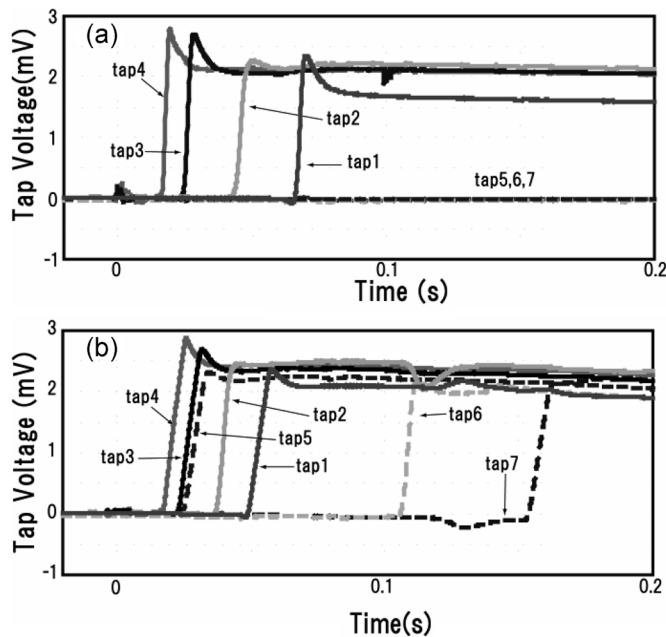 (a)
Tap Voltage(mV)
3
2
1
0
-1
tap4
tap3
tap2
tap1
tap5,6,7
0
0.1
0.2
Time (s)
(b)
Tap Voltage (mV)
3
2
1
0
-1
tap4
tap3
tap5
tap2
tap1
tap6
tap7
0
0.1
0.2
Time(s)